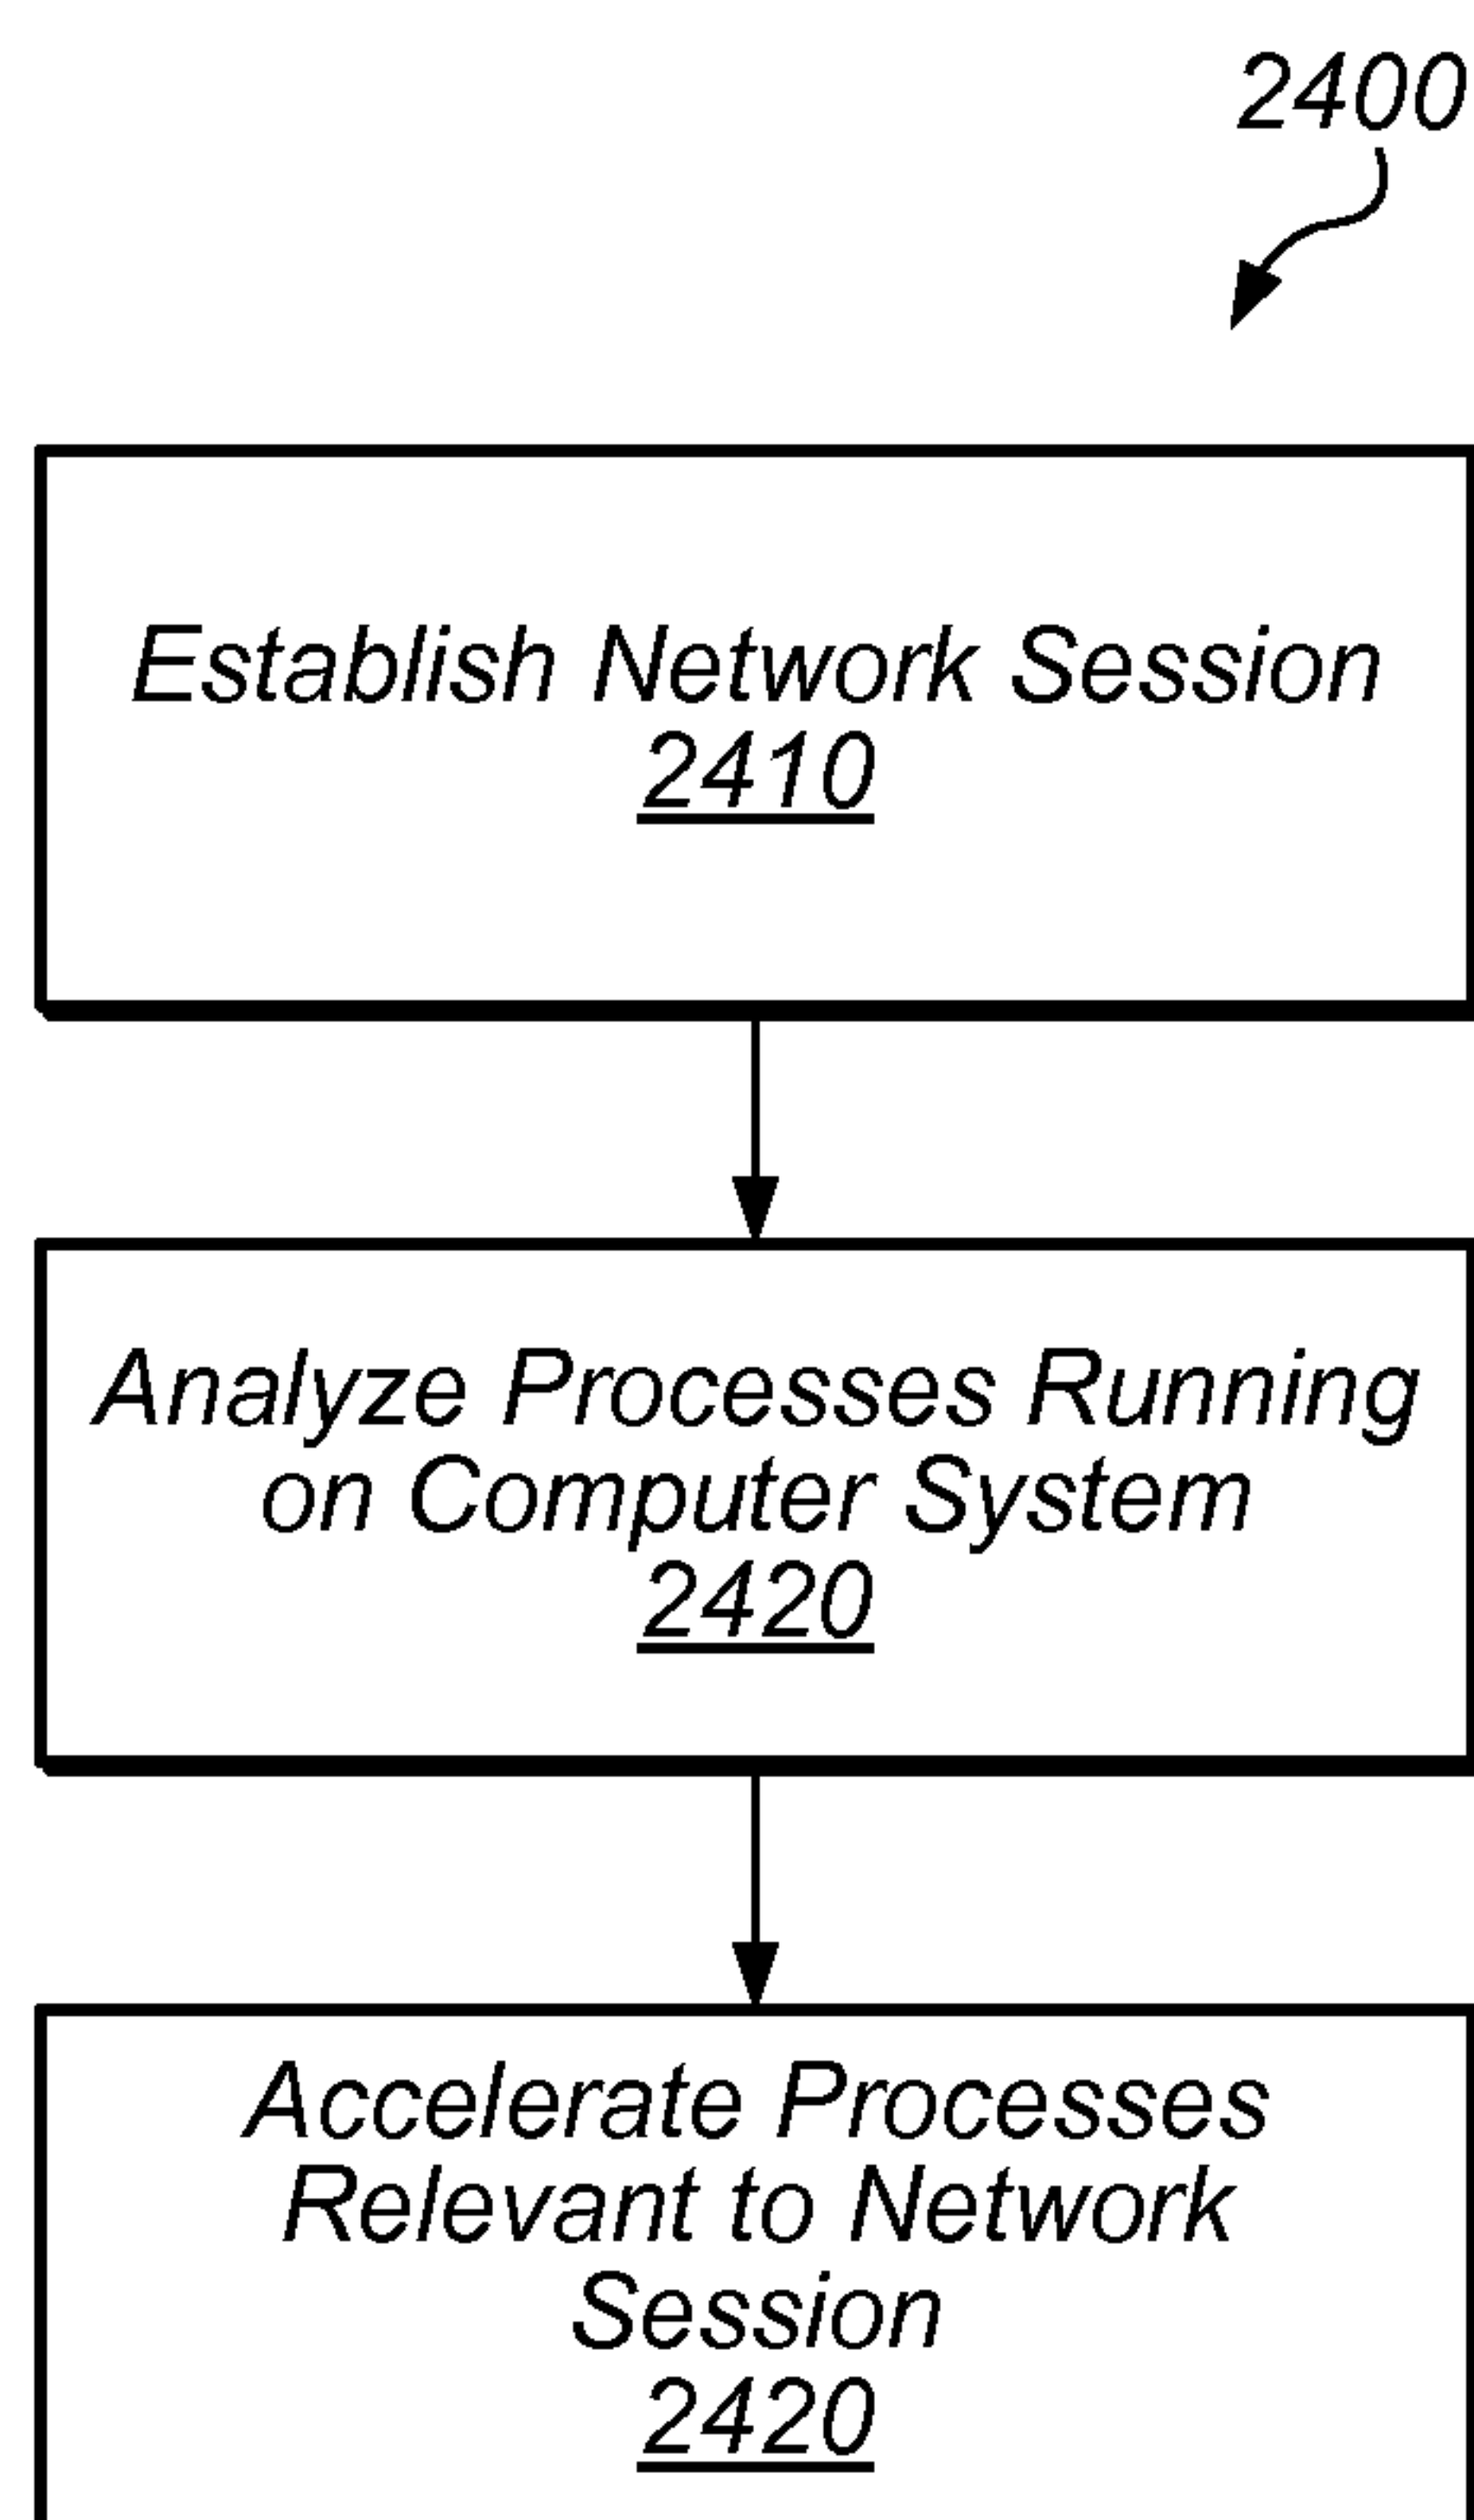 2400
Establish Network Session
2410
Analyze Processes Running
on Computer System
2420
Accelerate Processes
Relevant to Network
Session
2420